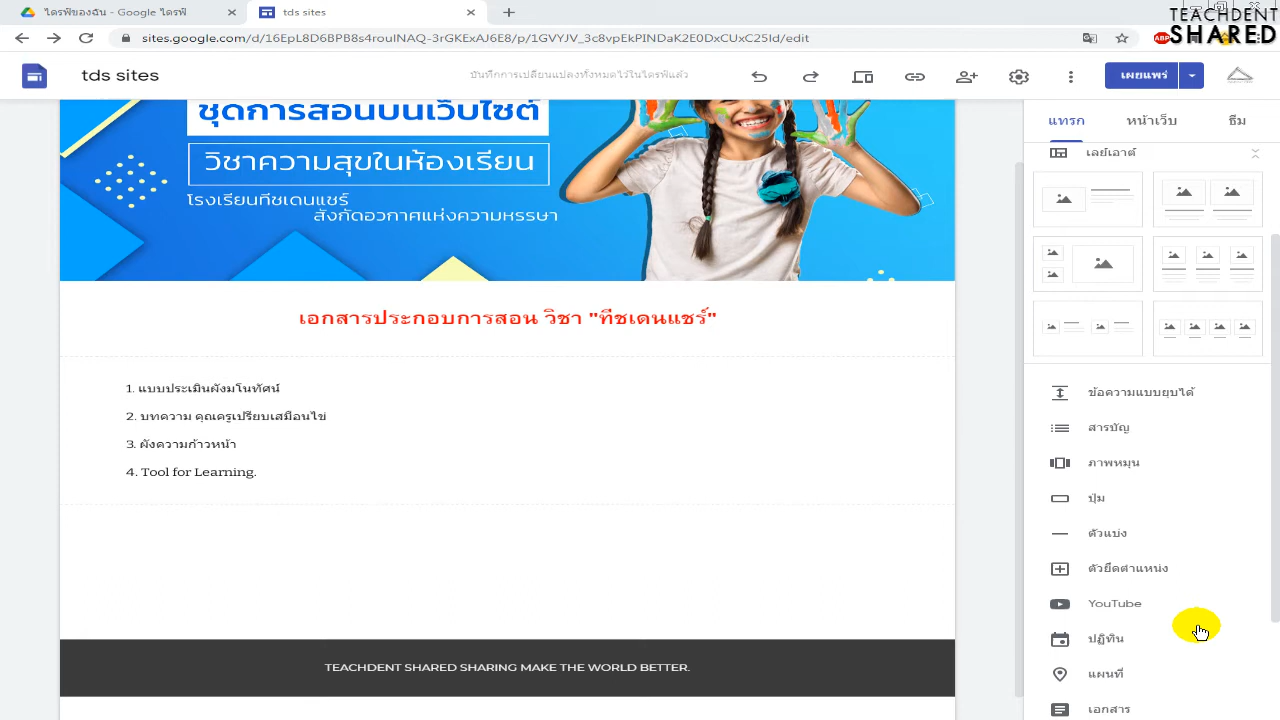 ไดรฟ์ของฉัน - Google ไดรฟ์
tds sites
TEACHDENT
SHARED
sites.google.com/d/16EpL8D6BPB8s4rouINAQ-3rGKExAJUrP/p/1GVYJV_3c8vpEkPINDaK2E0DxCUxC25Id/edit
ABP
tds sites
บันทึกการเปลี่ยนแปลงทั้งหมดไว้ในไดรฟ์แล้ว
เผยแพร่
แทรก
หน้าเว็บ
ธีม
เลย์เอาต์
ชุดการสอนบนเว็บไซต์
วิชาความสุขในห้องเรียน
โรงเรียนทีชเดนแชร์
สังกัดอวกาศแห่งความหรรษา
เอกสารประกอบการสอน วิชา "ทีชเดนแชร์"
1. แบบประเมินผังมโนทัศน์
2. บทความ คุณครูเปรียบเสมือนไข่
3. ผังความก้าวหน้า
4. Tool for Learning.
TEACHDENT SHARED SHARING MAKE THE WORLD BETTER.
ข้อความแบบยุบได้
สารบัญ
ภาพหมุน
ปุ่ม
ตัวแบ่ง
ตัวยึดตำแหน่ง
YouTube
ปฏิทิน
แผนที่
เอกสาร